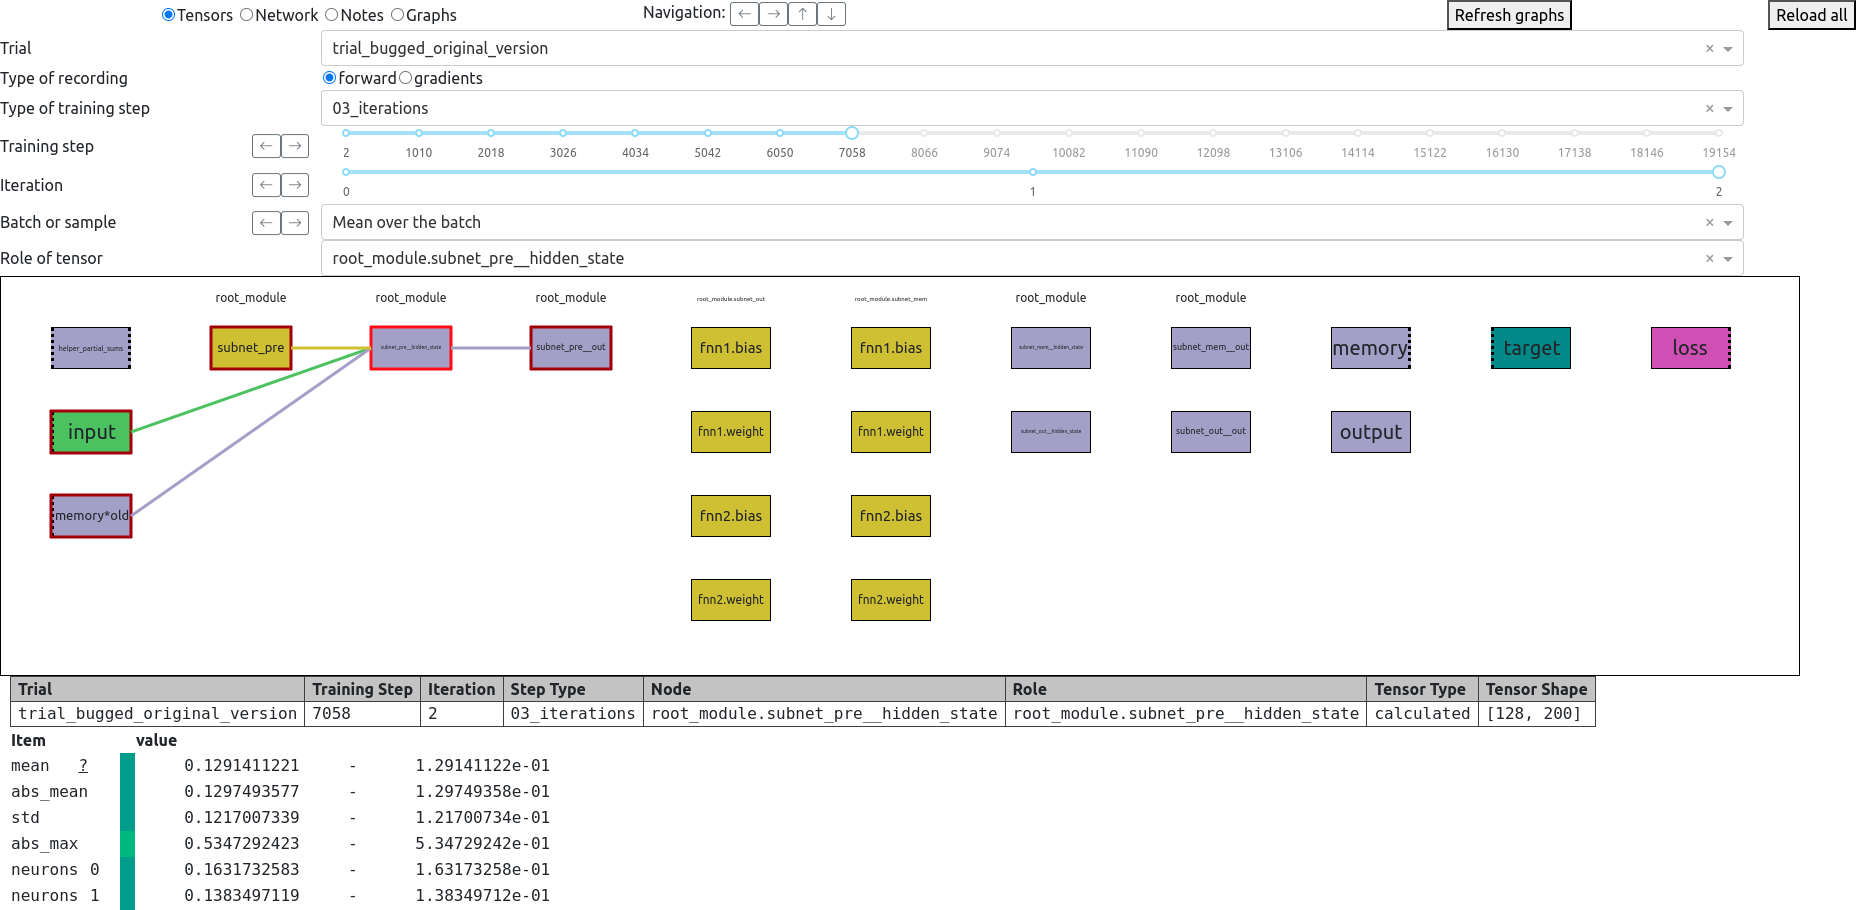 Tensors Network Notes Graphs Navigation: ← → ↑ ↓ Refresh graphs Reload all
Trial trial_bugged_original_version ×
Type of recording forward gradients
Type of training step 03_iterations ×
Training step ← → 2 1010 2018 3026 4034 5042 6050 7058 8066 9074 10082 11090 12098 13106 14114 15122 16130 17138 18146 19154
Iteration ← → 0 1 2
Batch or sample ← → Mean over the batch ×
Role of tensor root_module.subnet_pre__hidden_state ×
root_module root_module root_module root_module.subnet_out root_module.subnet_mem root_module root_module
helper_partial_sums subnet_pre subnet_pre__hidden_state subnet_pre__out fnn1.bias fnn1.bias subnet_mem__hidden_state subnet_mem__out memory target loss
input fnn1.weight fnn1.weight subnet_out__hidden_state subnet_out__out output
memory*old fnn2.bias fnn2.bias
fnn2.weight fnn2.weight
Trial Training Step Iteration Step Type Node Role Tensor Type Tensor Shape
trial_bugged_original_version 7058 2 03_iterations root_module.subnet_pre__hidden_state root_module.subnet_pre__hidden_state calculated [128, 200]
Item value
mean ? 0.1291411221 - 1.29141122e-01
abs_mean 0.1297493577 - 1.29749358e-01
std 0.1217007339 - 1.21700734e-01
abs_max 0.5347292423 - 5.34729242e-01
neurons 0 0.1631732583 - 1.63173258e-01
neurons 1 0.1383497119 - 1.38349712e-01